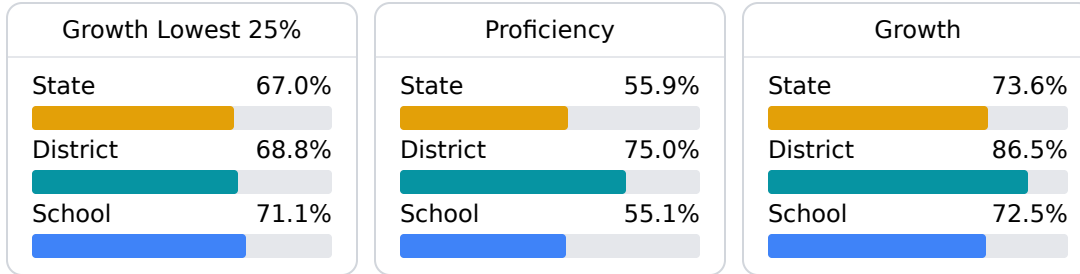 Growth Lowest 25%
State 67.0%
District 68.8%
School 71.1%
Proficiency
State 55.9%
District 75.0%
School 55.1%
Growth
State 73.6%
District 86.5%
School 72.5%